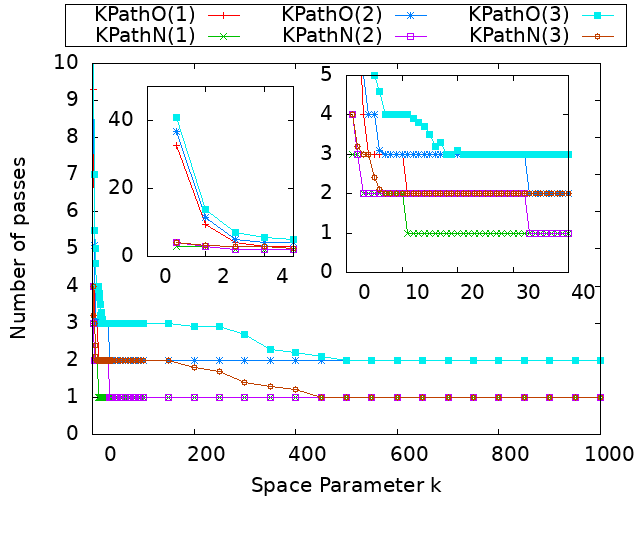 KPathO(1) KPathO(2) KPathO(3)
KPathN(1) KPathN(2) KPathN(3)
10
9
8
7
6
5
4
3
2
1
0
0 200 400 600 800 1000
Number of passes
Space Parameter k
40
20
0
0 2 4
5
4
3
2
1
0
0 10 20 30 40